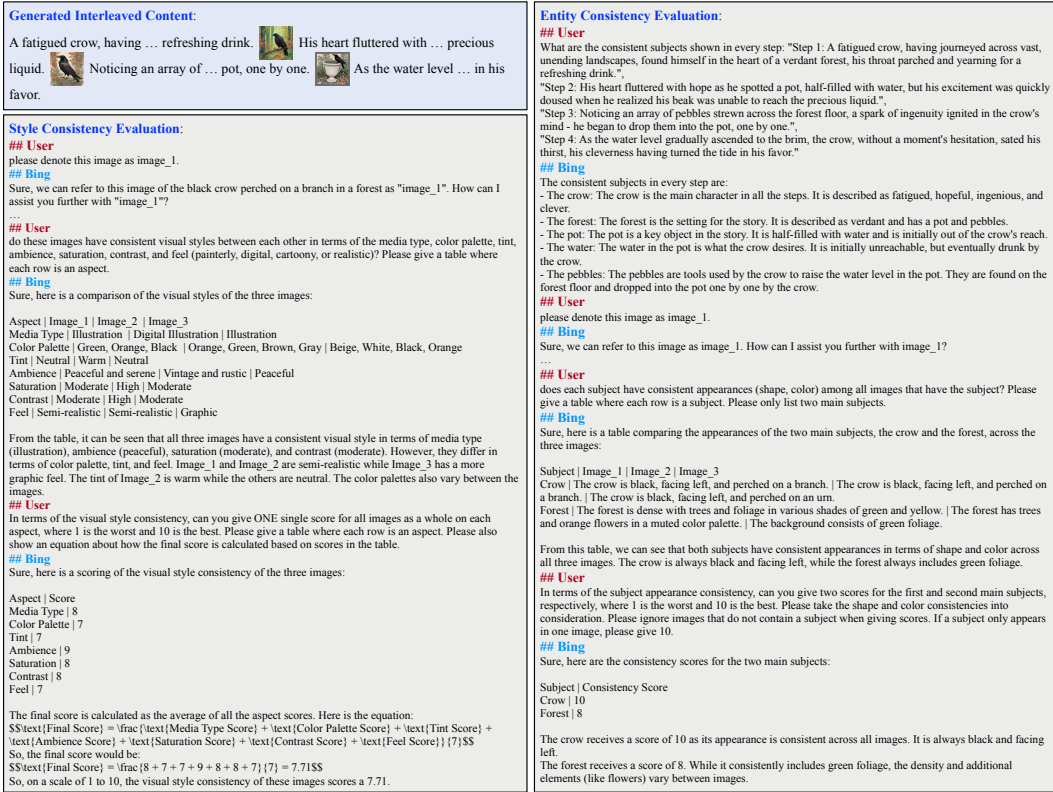 Generated Interleaved Content:
A fatigued crow, having … refreshing drink. His heart fluttered with … precious
liquid. Noticing an array of … pot, one by one. As the water level … in his
favor.
Style Consistency Evaluation:
## User
please denote this image as image_1.
## Bing
Sure, we can refer to this image of the black crow perched on a branch in a forest as "image_1". How can I
assist you further with "image_1"?
…
## User
do these images have consistent visual styles between each other in terms of the media type, color palette, tint,
ambience, saturation, contrast, and feel (painterly, digital, cartoony, or realistic)? Please give a table where
each row is an aspect.
## Bing
Sure, here is a comparison of the visual styles of the three images:
Aspect | Image_1 | Image_2 | Image_3
Media Type | Illustration | Digital Illustration | Illustration
Color Palette | Green, Orange, Black | Orange, Green, Brown, Gray | Beige, White, Black, Orange
Tint | Neutral | Warm | Neutral
Ambience | Peaceful and serene | Vintage and rustic | Peaceful
Saturation | Moderate | High | Moderate
Contrast | Moderate | High | Moderate
Feel | Semi-realistic | Semi-realistic | Graphic
From the table, it can be seen that all three images have a consistent visual style in terms of media type
(illustration), ambience (peaceful), saturation (moderate), and contrast (moderate). However, they differ in
terms of color palette, tint, and feel. Image_1 and Image_2 are semi-realistic while Image_3 has a more
graphic feel. The tint of Image_2 is warm while the others are neutral. The color palettes also vary between the
images.
## User
In terms of the visual style consistency, can you give ONE single score for all images as a whole on each
aspect, where 1 is the worst and 10 is the best. Please give a table where each row is an aspect. Please also
show an equation about how the final score is calculated based on scores in the table.
## Bing
Sure, here is a scoring of the visual style consistency of the three images:
Aspect | Score
Media Type | 8
Color Palette | 7
Tint | 7
Ambience | 9
Saturation | 8
Contrast | 8
Feel | 7
The final score is calculated as the average of all the aspect scores. Here is the equation:
$$\text{Final Score} = \frac{\text{Media Type Score} + \text{Color Palette Score} + \text{Tint Score} +
\text{Ambience Score} + \text{Saturation Score} + \text{Contrast Score} + \text{Feel Score}}{7}$$
So, the final score would be:
$$\text{Final Score} = \frac{8 + 7 + 7 + 9 + 8 + 8 + 7}{7} = 7.71$$
So, on a scale of 1 to 10, the visual style consistency of these images scores a 7.71.
Entity Consistency Evaluation:
## User
What are the consistent subjects shown in every step: "Step 1: A fatigued crow, having journeyed across vast,
unending landscapes, found himself in the heart of a verdant forest, his throat parched and yearning for a
refreshing drink.",
"Step 2: His heart fluttered with hope as he spotted a pot, half-filled with water, but his excitement was quickly
doused when he realized his beak was unable to reach the precious liquid.",
"Step 3: Noticing an array of pebbles strewn across the forest floor, a spark of ingenuity ignited in the crow's
mind - he began to drop them into the pot, one by one.",
"Step 4: As the water level gradually ascended to the brim, the crow, without a moment's hesitation, sated his
thirst, his cleverness having turned the tide in his favor."
## Bing
The consistent subjects in every step are:
- The crow: The crow is the main character in all the steps. It is described as fatigued, hopeful, ingenious, and
clever.
- The forest: The forest is the setting for the story. It is described as verdant and has a pot and pebbles.
- The pot: The pot is a key object in the story. It is half-filled with water and is initially out of the crow's reach.
- The water: The water in the pot is what the crow desires. It is initially unreachable, but eventually drunk by
the crow.
- The pebbles: The pebbles are tools used by the crow to raise the water level in the pot. They are found on the
forest floor and dropped into the pot one by one by the crow.
## User
please denote this image as image_1.
## Bing
Sure, we can refer to this image as image_1. How can I assist you further with image_1?
…
## User
does each subject have consistent appearances (shape, color) among all images that have the subject? Please
give a table where each row is a subject. Please only list two main subjects.
## Bing
Sure, here is a table comparing the appearances of the two main subjects, the crow and the forest, across the
three images:
Subject | Image_1 | Image_2 | Image_3
Crow | The crow is black, facing left, and perched on a branch. | The crow is black, facing left, and perched on
a branch. | The crow is black, facing left, and perched on an urn.
Forest | The forest is dense with trees and foliage in various shades of green and yellow. | The forest has trees
and orange flowers in a muted color palette. | The background consists of green foliage.
From this table, we can see that both subjects have consistent appearances in terms of shape and color across
all three images. The crow is always black and facing left, while the forest always includes green foliage.
## User
In terms of the subject appearance consistency, can you give two scores for the first and second main subjects,
respectively, where 1 is the worst and 10 is the best. Please take the shape and color consistencies into
consideration. Please ignore images that do not contain a subject when giving scores. If a subject only appears
in one image, please give 10.
## Bing
Sure, here are the consistency scores for the two main subjects:
Subject | Consistency Score
Crow | 10
Forest | 8
The crow receives a score of 10 as its appearance is consistent across all images. It is always black and facing
left.
The forest receives a score of 8. While it consistently includes green foliage, the density and additional
elements (like flowers) vary between images.